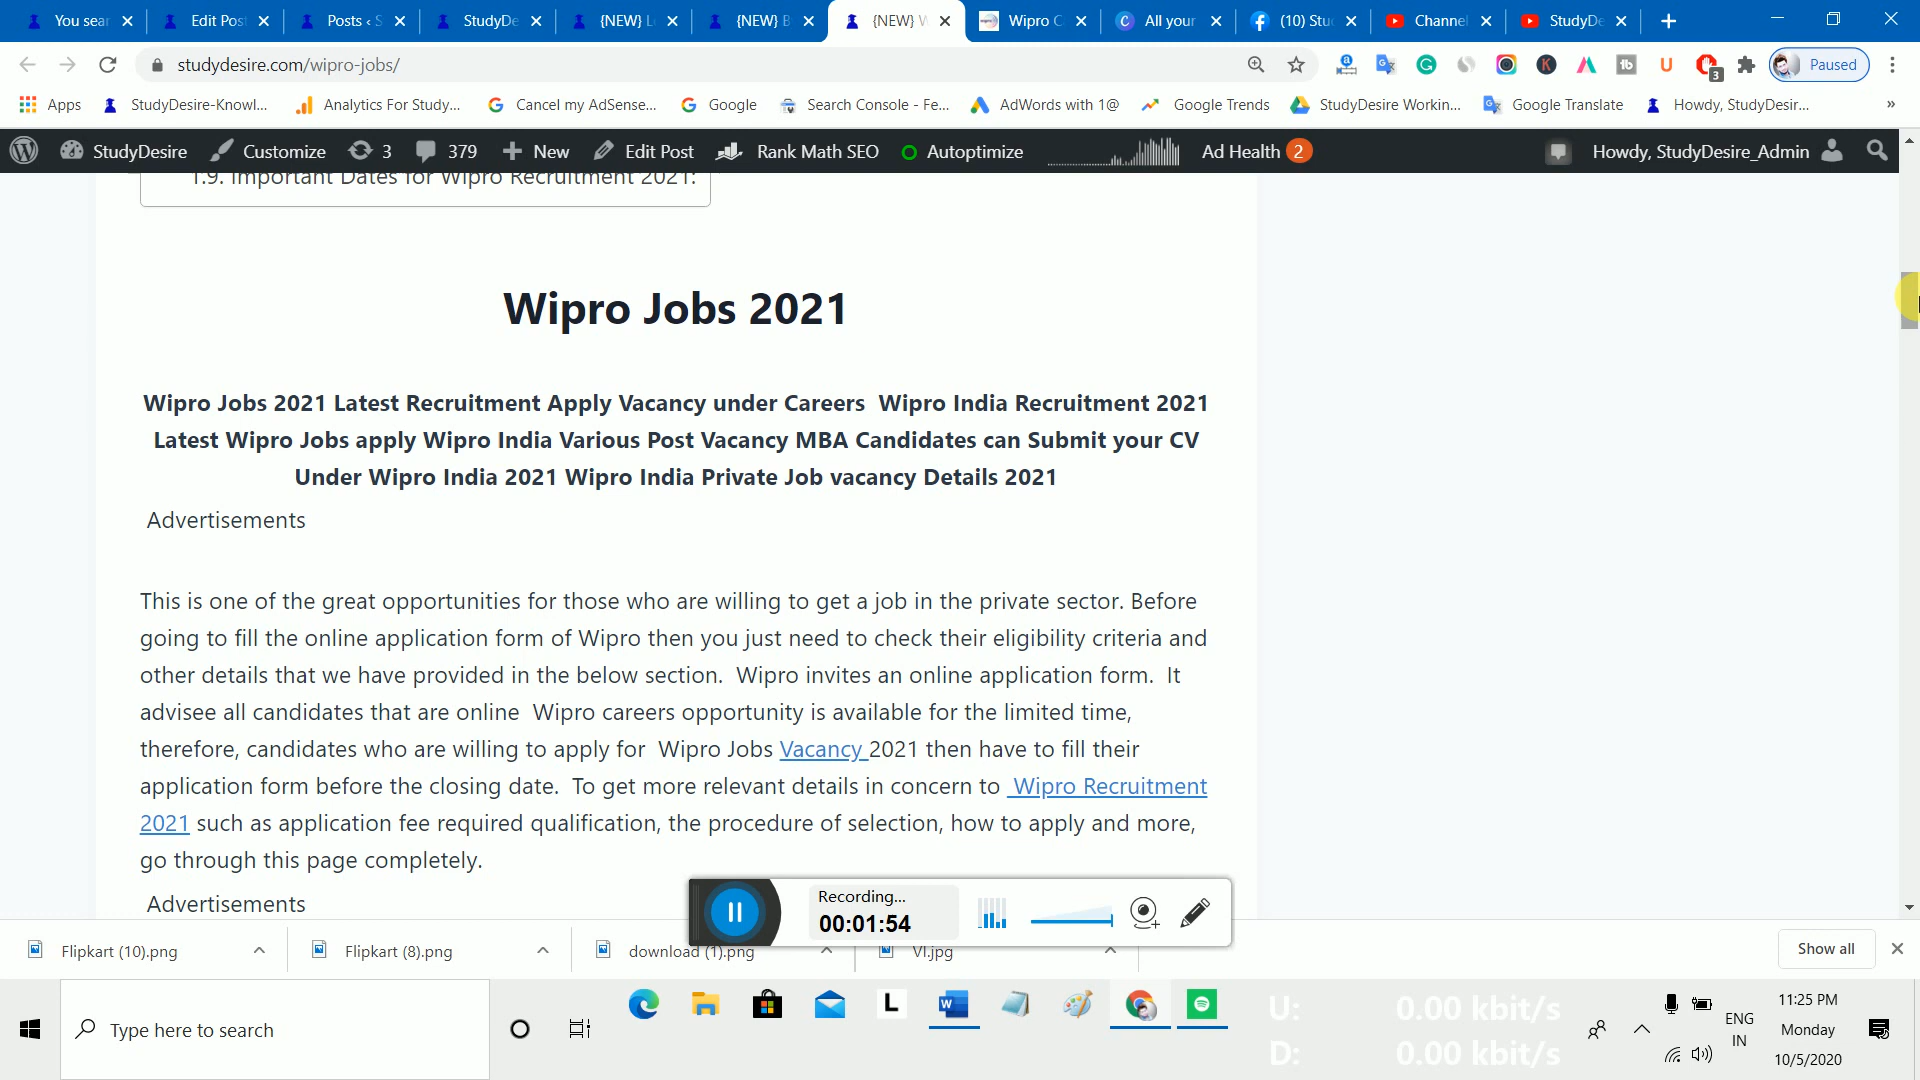 You sear
Edit Pos
Posts ‹ S
StudyDe
{NEW} L
{NEW} B
{NEW} W
Wipro C
All your
(10) Stu
Channel
StudyDe
studydesire.com/wipro-jobs/
3
Paused
Apps
StudyDesire-Knowl...
Analytics For Study...
Cancel my AdSense...
Google
Search Console - Fe...
AdWords with 1@
Google Trends
StudyDesire Workin...
Google Translate
Howdy, StudyDesir...
»
StudyDesire
Customize
3
379
New
Edit Post
Rank Math SEO
Autoptimize
Ad Health 2
Howdy, StudyDesire_Admin
1.9. Important Dates for Wipro Recruitment 2021:
Wipro Jobs 2021
Wipro Jobs 2021 Latest Recruitment Apply Vacancy under Careers Wipro India Recruitment 2021
Latest Wipro Jobs apply Wipro India Various Post Vacancy MBA Candidates can Submit your CV
Under Wipro India 2021 Wipro India Private Job vacancy Details 2021
Advertisements
This is one of the great opportunities for those who are willing to get a job in the private sector. Before
going to fill the online application form of Wipro then you just need to check their eligibility criteria and
other details that we have provided in the below section. Wipro invites an online application form. It
advisee all candidates that are online Wipro careers opportunity is available for the limited time,
therefore, candidates who are willing to apply for Wipro Jobs Vacancy 2021 then have to fill their
application form before the closing date. To get more relevant details in concern to Wipro Recruitment
2021 such as application fee required qualification, the procedure of selection, how to apply and more,
go through this page completely.
Advertisements
Recording...
00:01:54
Flipkart (10).png
Flipkart (8).png
download (1).png
VI.jpg
Show all
Type here to search
U: 0.00 kbit/s
D: 0.00 kbit/s
ENG
IN
11:25 PM
Monday
10/5/2020